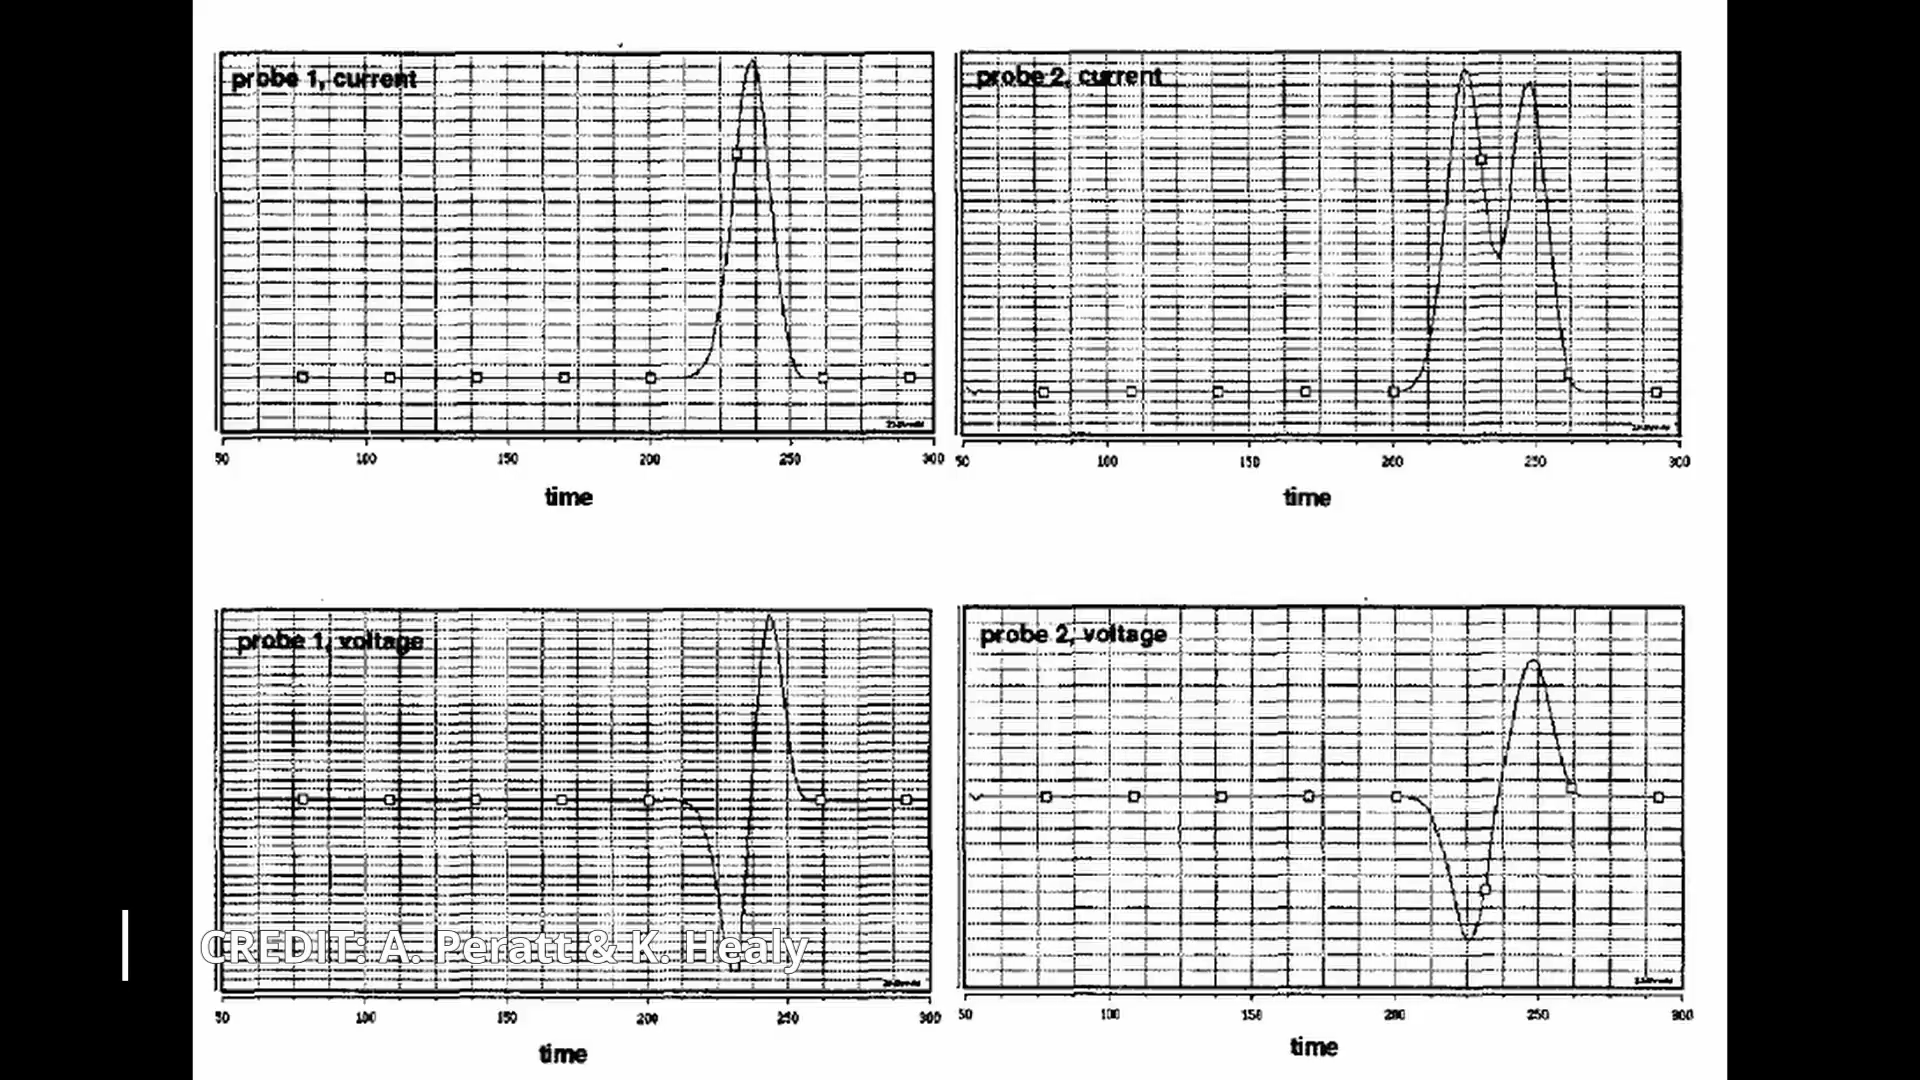 probe 1, current
probe 2, current
50 100 150 200 250 300
50 100 150 200 250 300
time
time
probe 1, voltage
probe 2, voltage
CREDIT: A. Peratt & K. Healy
50 100 150 200 250 300
50 100 150 200 250 300
time
time